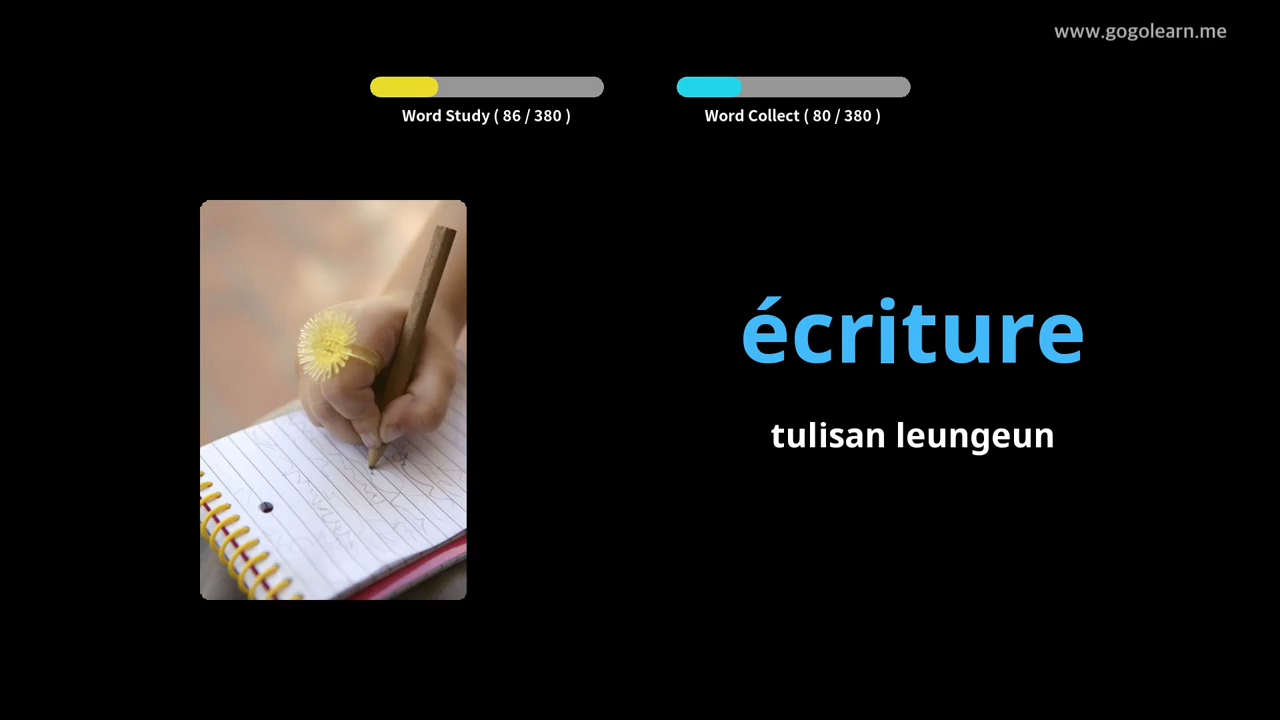 www.gogolearn.me
Word Study ( 86 / 380 )
Word Collect ( 80 / 380 )
écriture
tulisan leungeun